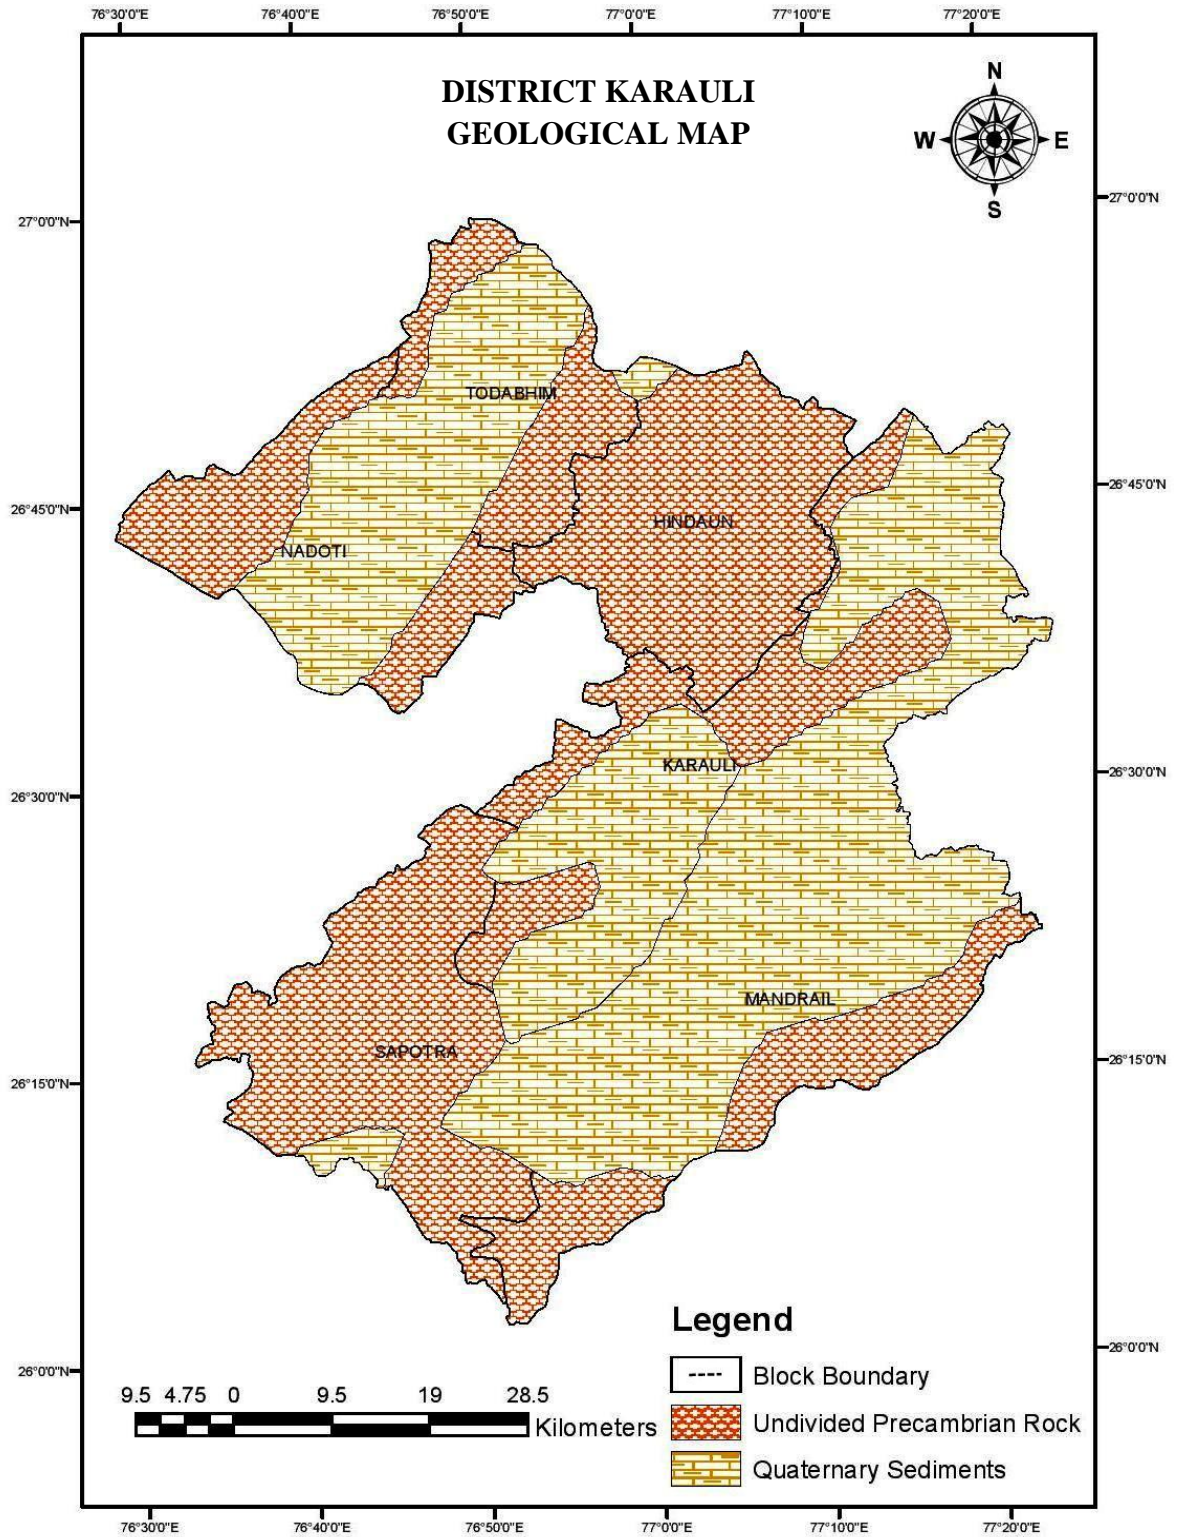 76°30'0"E 76°40'0"E 76°50'0"E 77°0'0"E 77°10'0"E 77°20'0"E
DISTRICT KARAULI
GEOLOGICAL MAP
N
W E
S
27°0'0"N 27°0'0"N
TODABHIM
26°45'0"N 26°45'0"N
HINDAUN
NADOTI
KARAULI
26°30'0"N 26°30'0"N
MANDRAIL
SAPOTRA
26°15'0"N 26°15'0"N
Legend
26°0'0"N 26°0'0"N
Block Boundary
9.5 4.75 0 9.5 19 28.5
Kilometers
Undivided Precambrian Rock
Quaternary Sediments
76°30'0"E 76°40'0"E 76°50'0"E 77°0'0"E 77°10'0"E 77°20'0"E